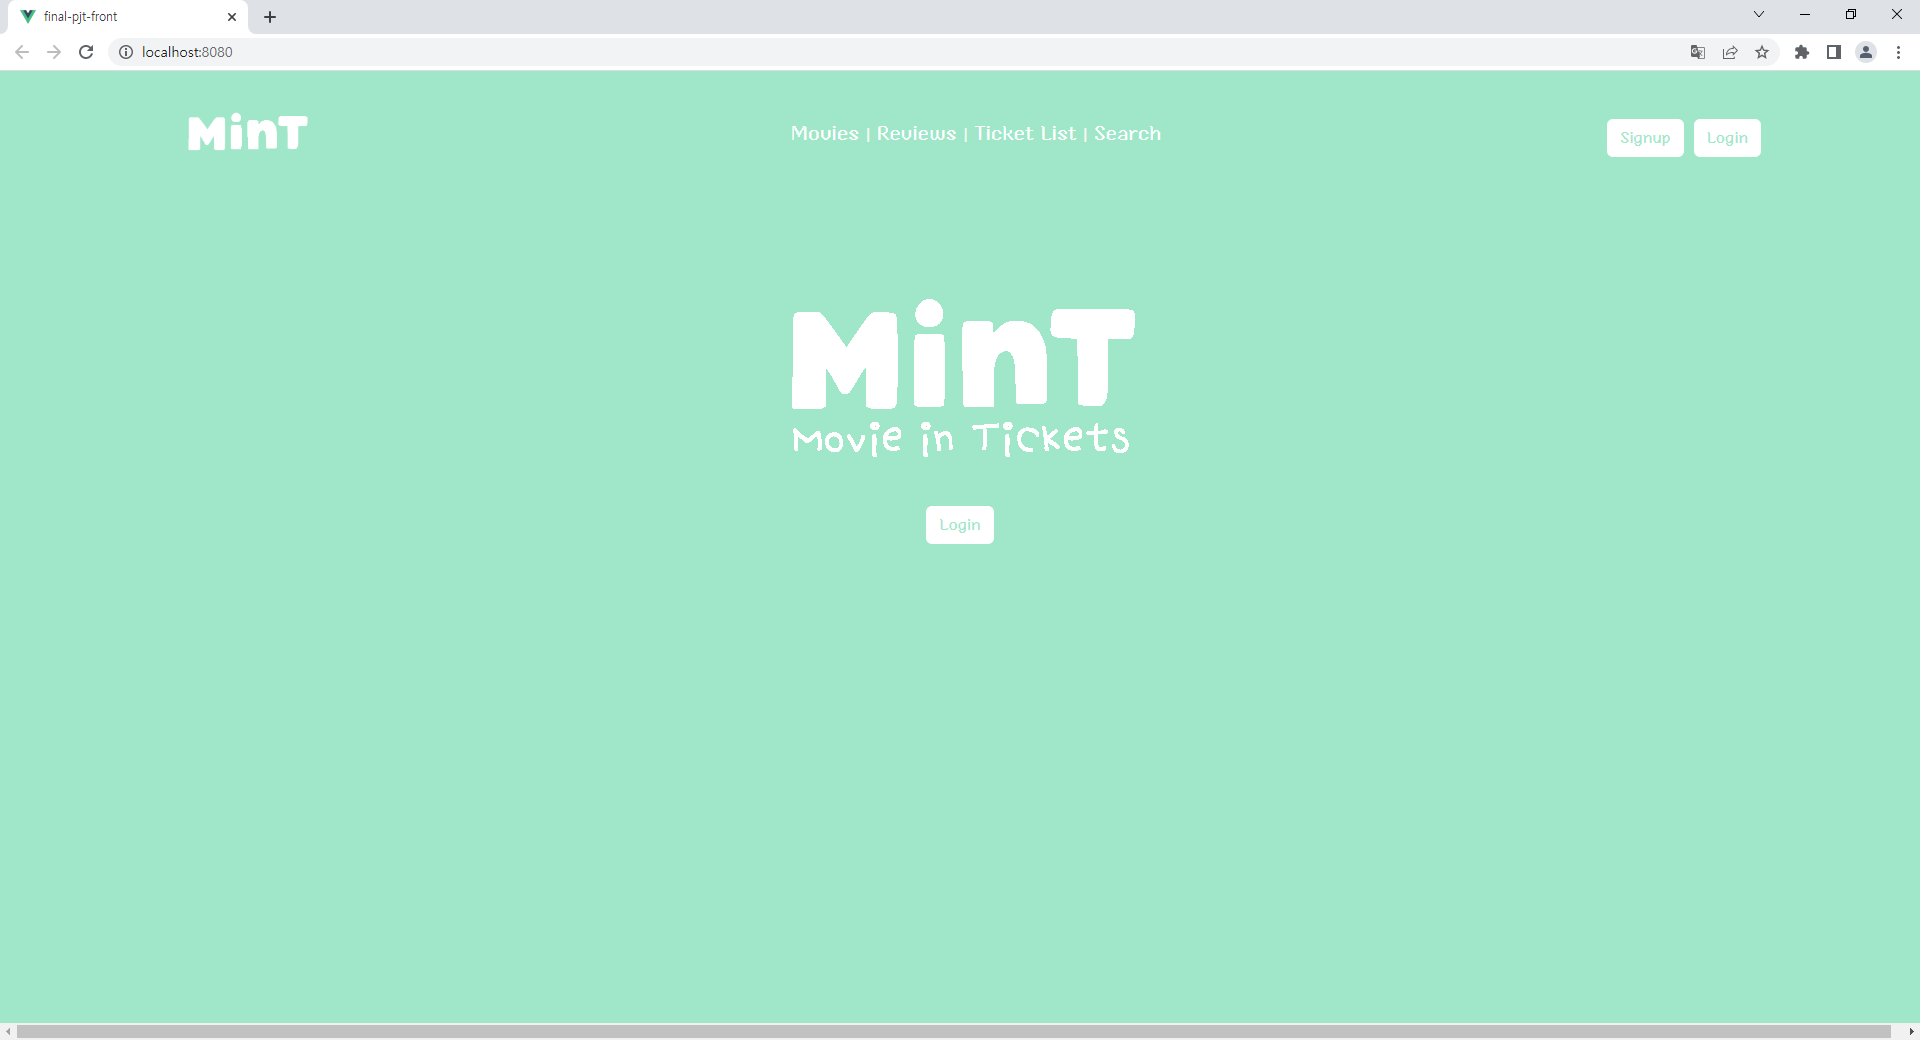 final-pjt-front
localhost:8080
MinT
Movies | Reviews | Ticket List | Search
Signup
Login
MinT
Movie in Tickets
Login